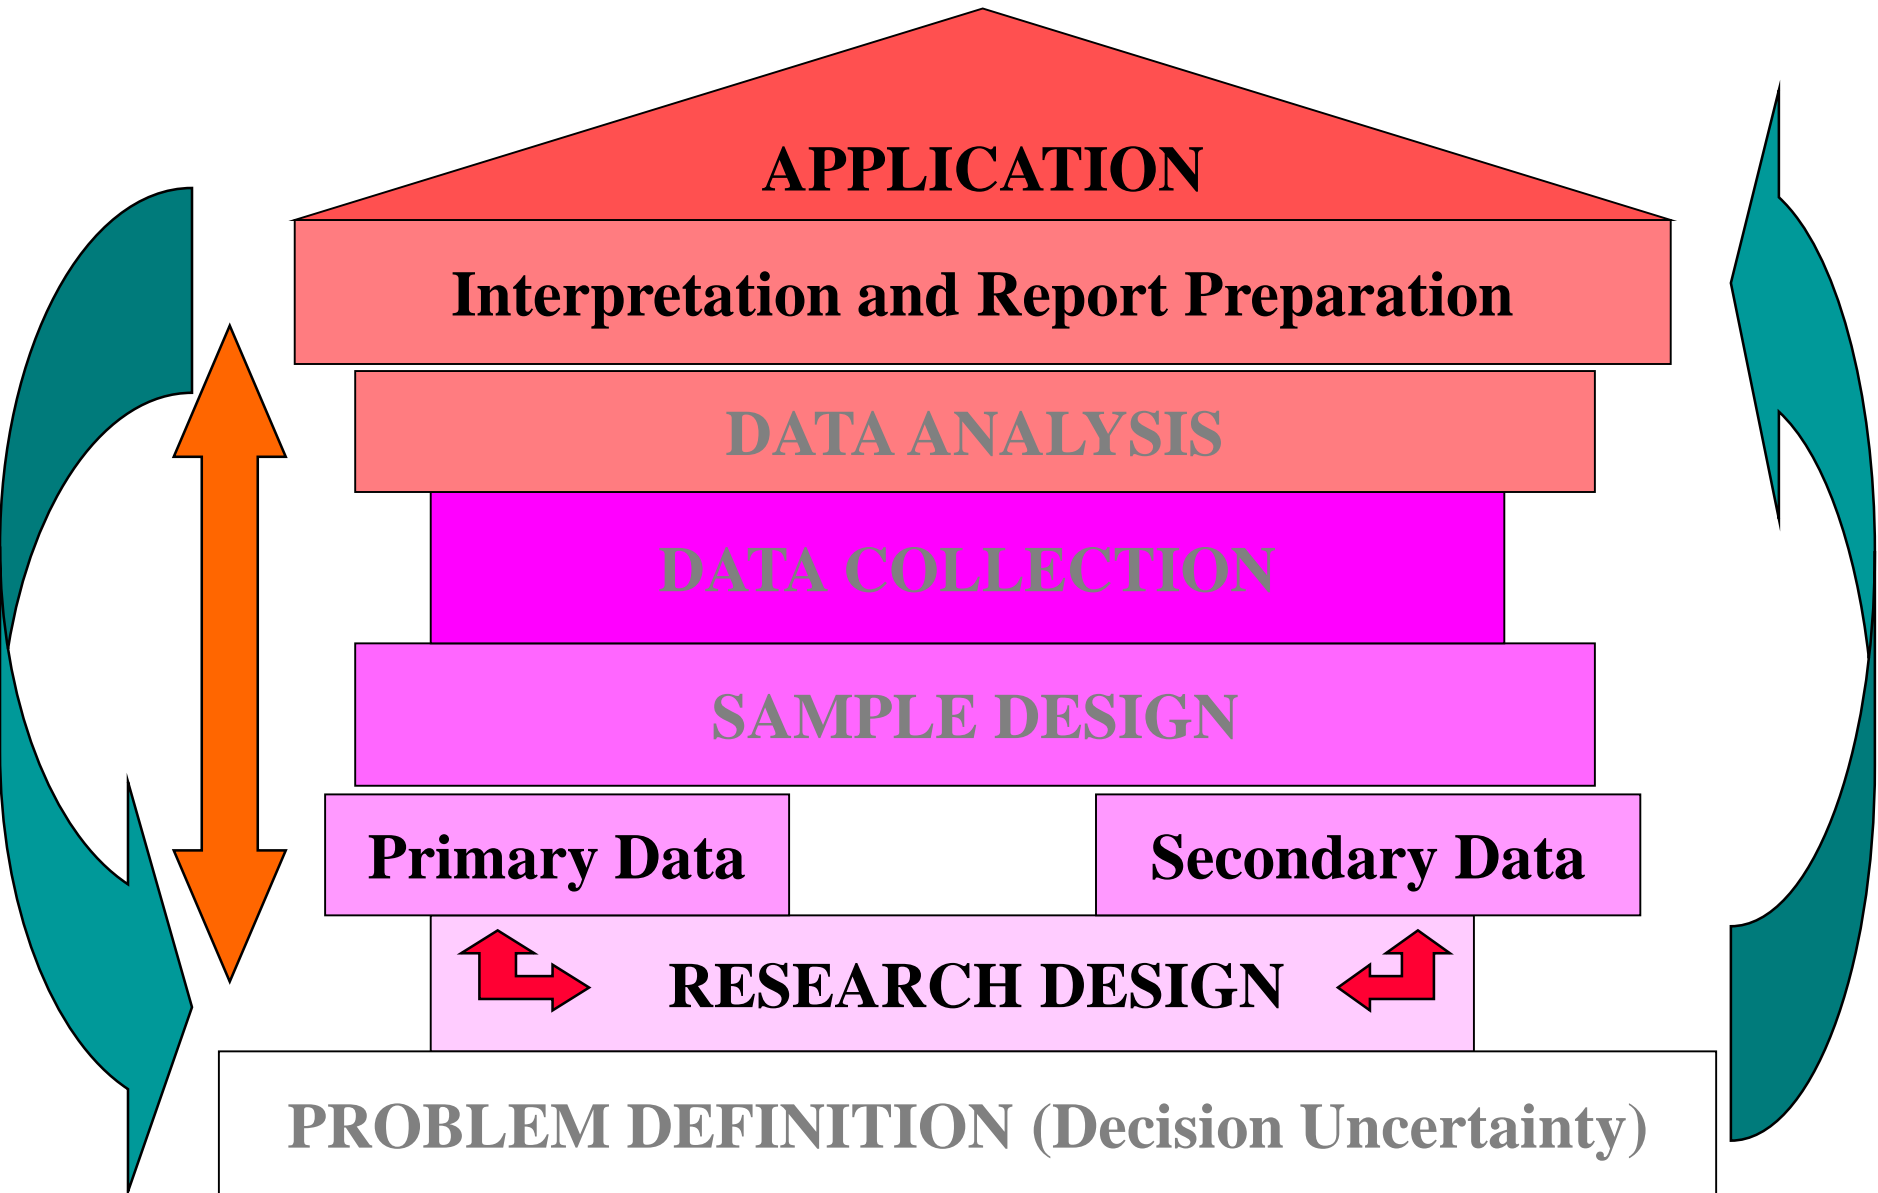 APPLICATION
Interpretation and Report Preparation
DATA ANALYSIS
DATA COLLECTION
SAMPLE DESIGN
Primary Data
Secondary Data
RESEARCH DESIGN
PROBLEM DEFINITION (Decision Uncertainty)